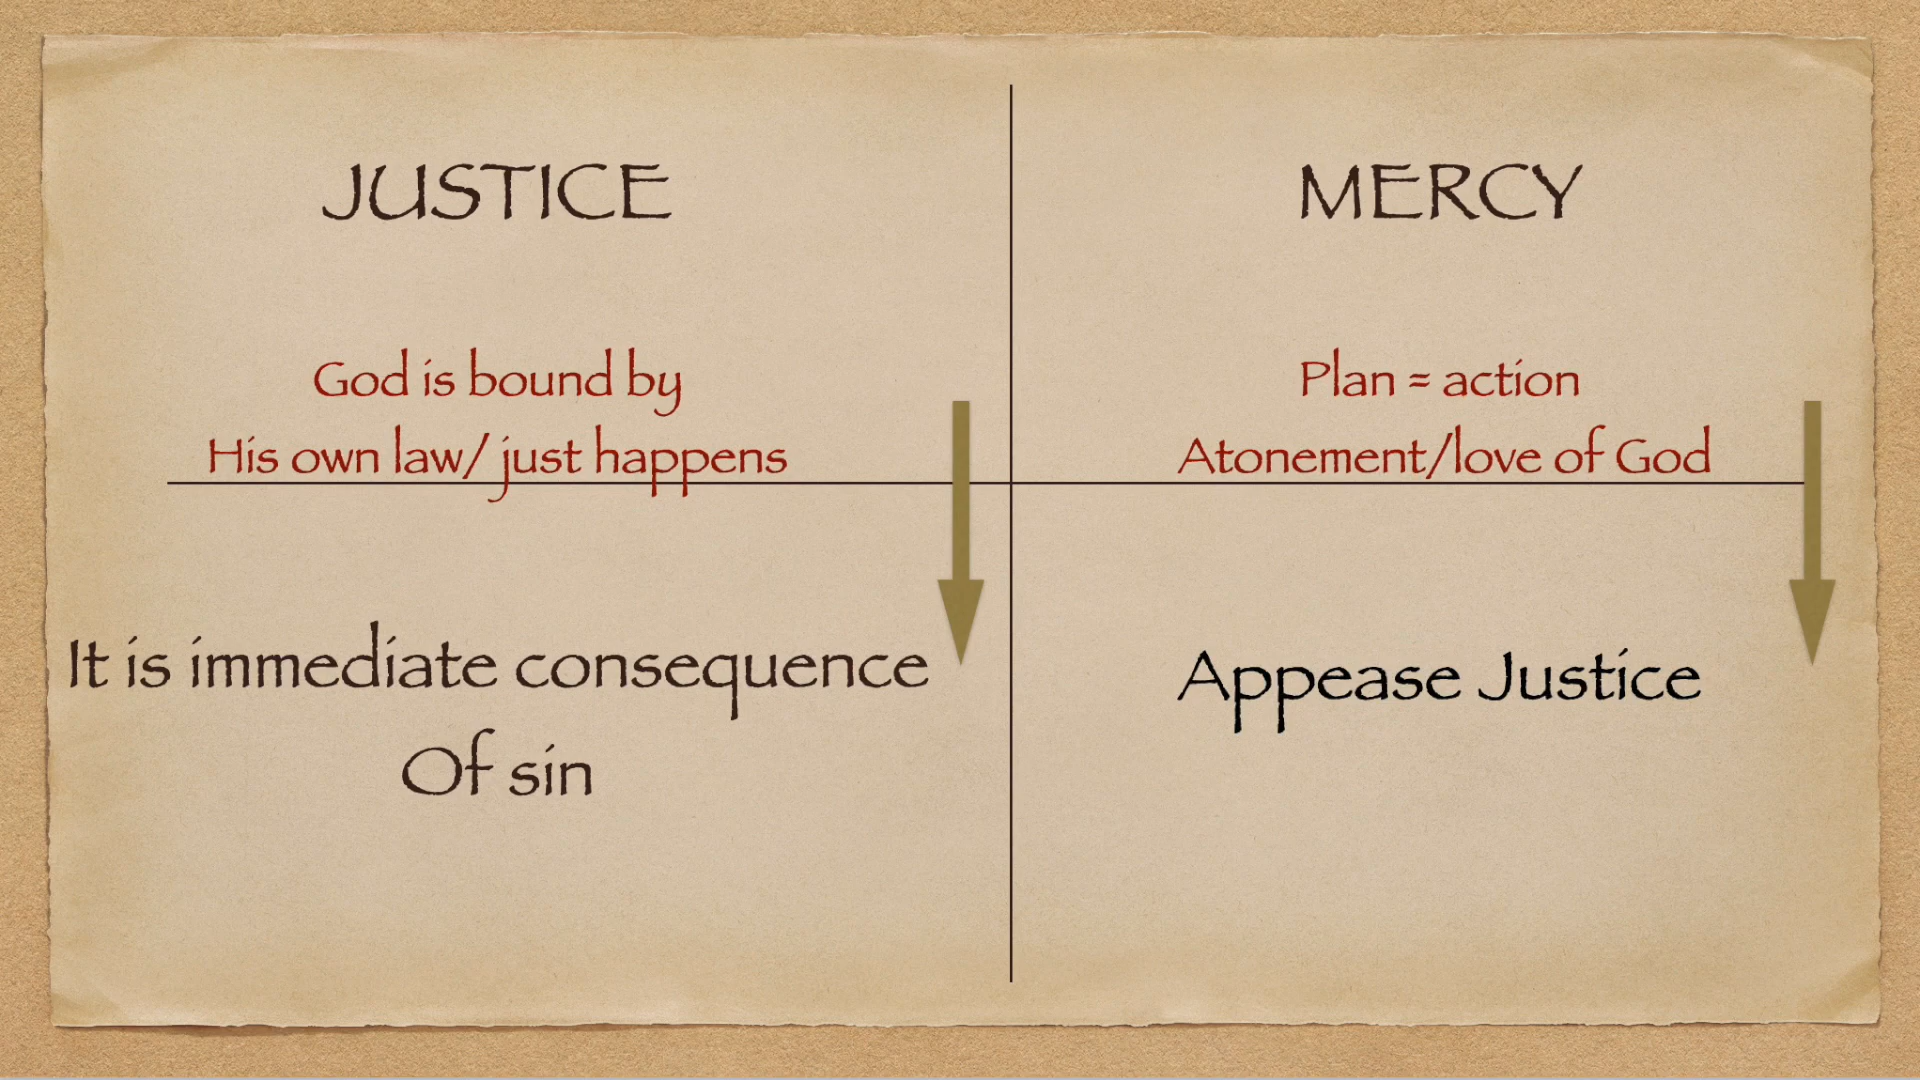 JUSTICE
God is bound by
His own law/ just happens
It is immediate consequence
Of sin
MERCY
Plan = action
Atonement/love of God
Appease Justice